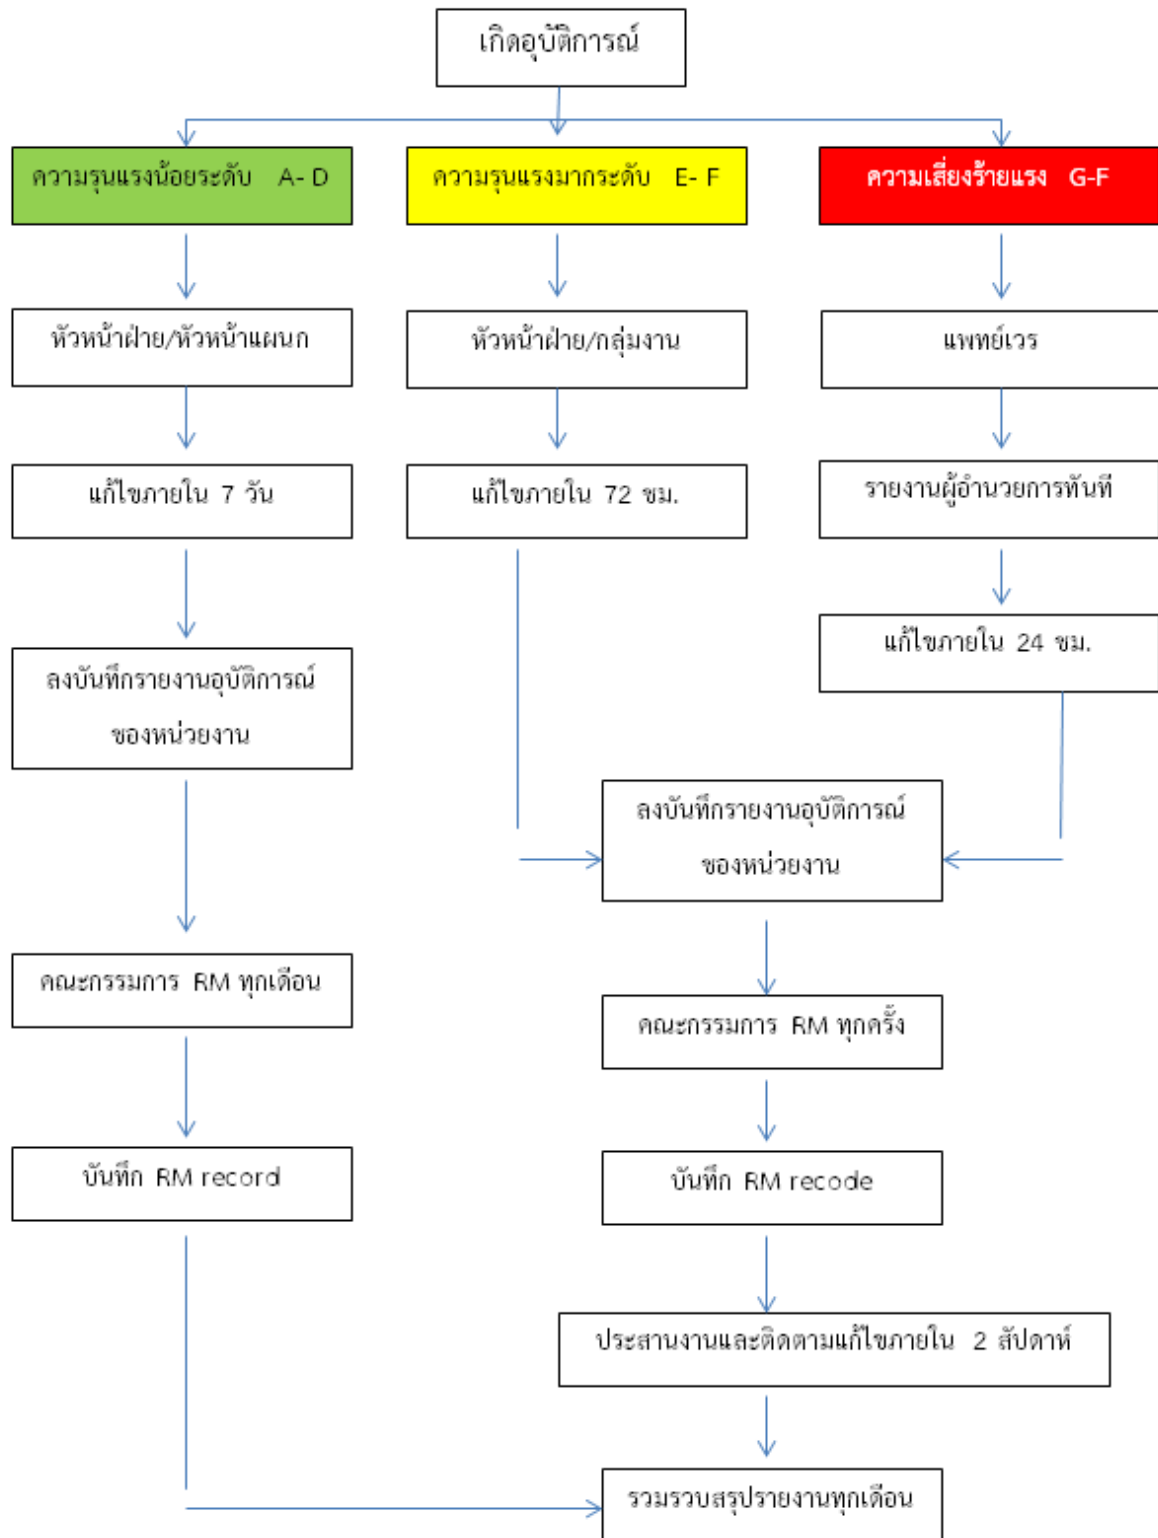 เกิดอุบัติการณ์
ความรุนแรงน้อยระดับ A- D
ความรุนแรงมากระดับ E- F
ความเสี่ยงร้ายแรง G-F
หัวหน้าฝ่าย/หัวหน้าแผนก
หัวหน้าฝ่าย/กลุ่มงาน
แพทย์เวร
แก้ไขภายใน 7 วัน
แก้ไขภายใน 72 ชม.
รายงานผู้อำนวยการทันที
แก้ไขภายใน 24 ชม.
ลงบันทึกรายงานอุบัติการณ์
ของหน่วยงาน
ลงบันทึกรายงานอุบัติการณ์
ของหน่วยงาน
คณะกรรมการ RM ทุกเดือน
คณะกรรมการ RM ทุกครั้ง
บันทึก RM record
บันทึก RM recode
ประสานงานและติดตามแก้ไขภายใน 2 สัปดาห์
รวมรวบสรุปรายงานทุกเดือน